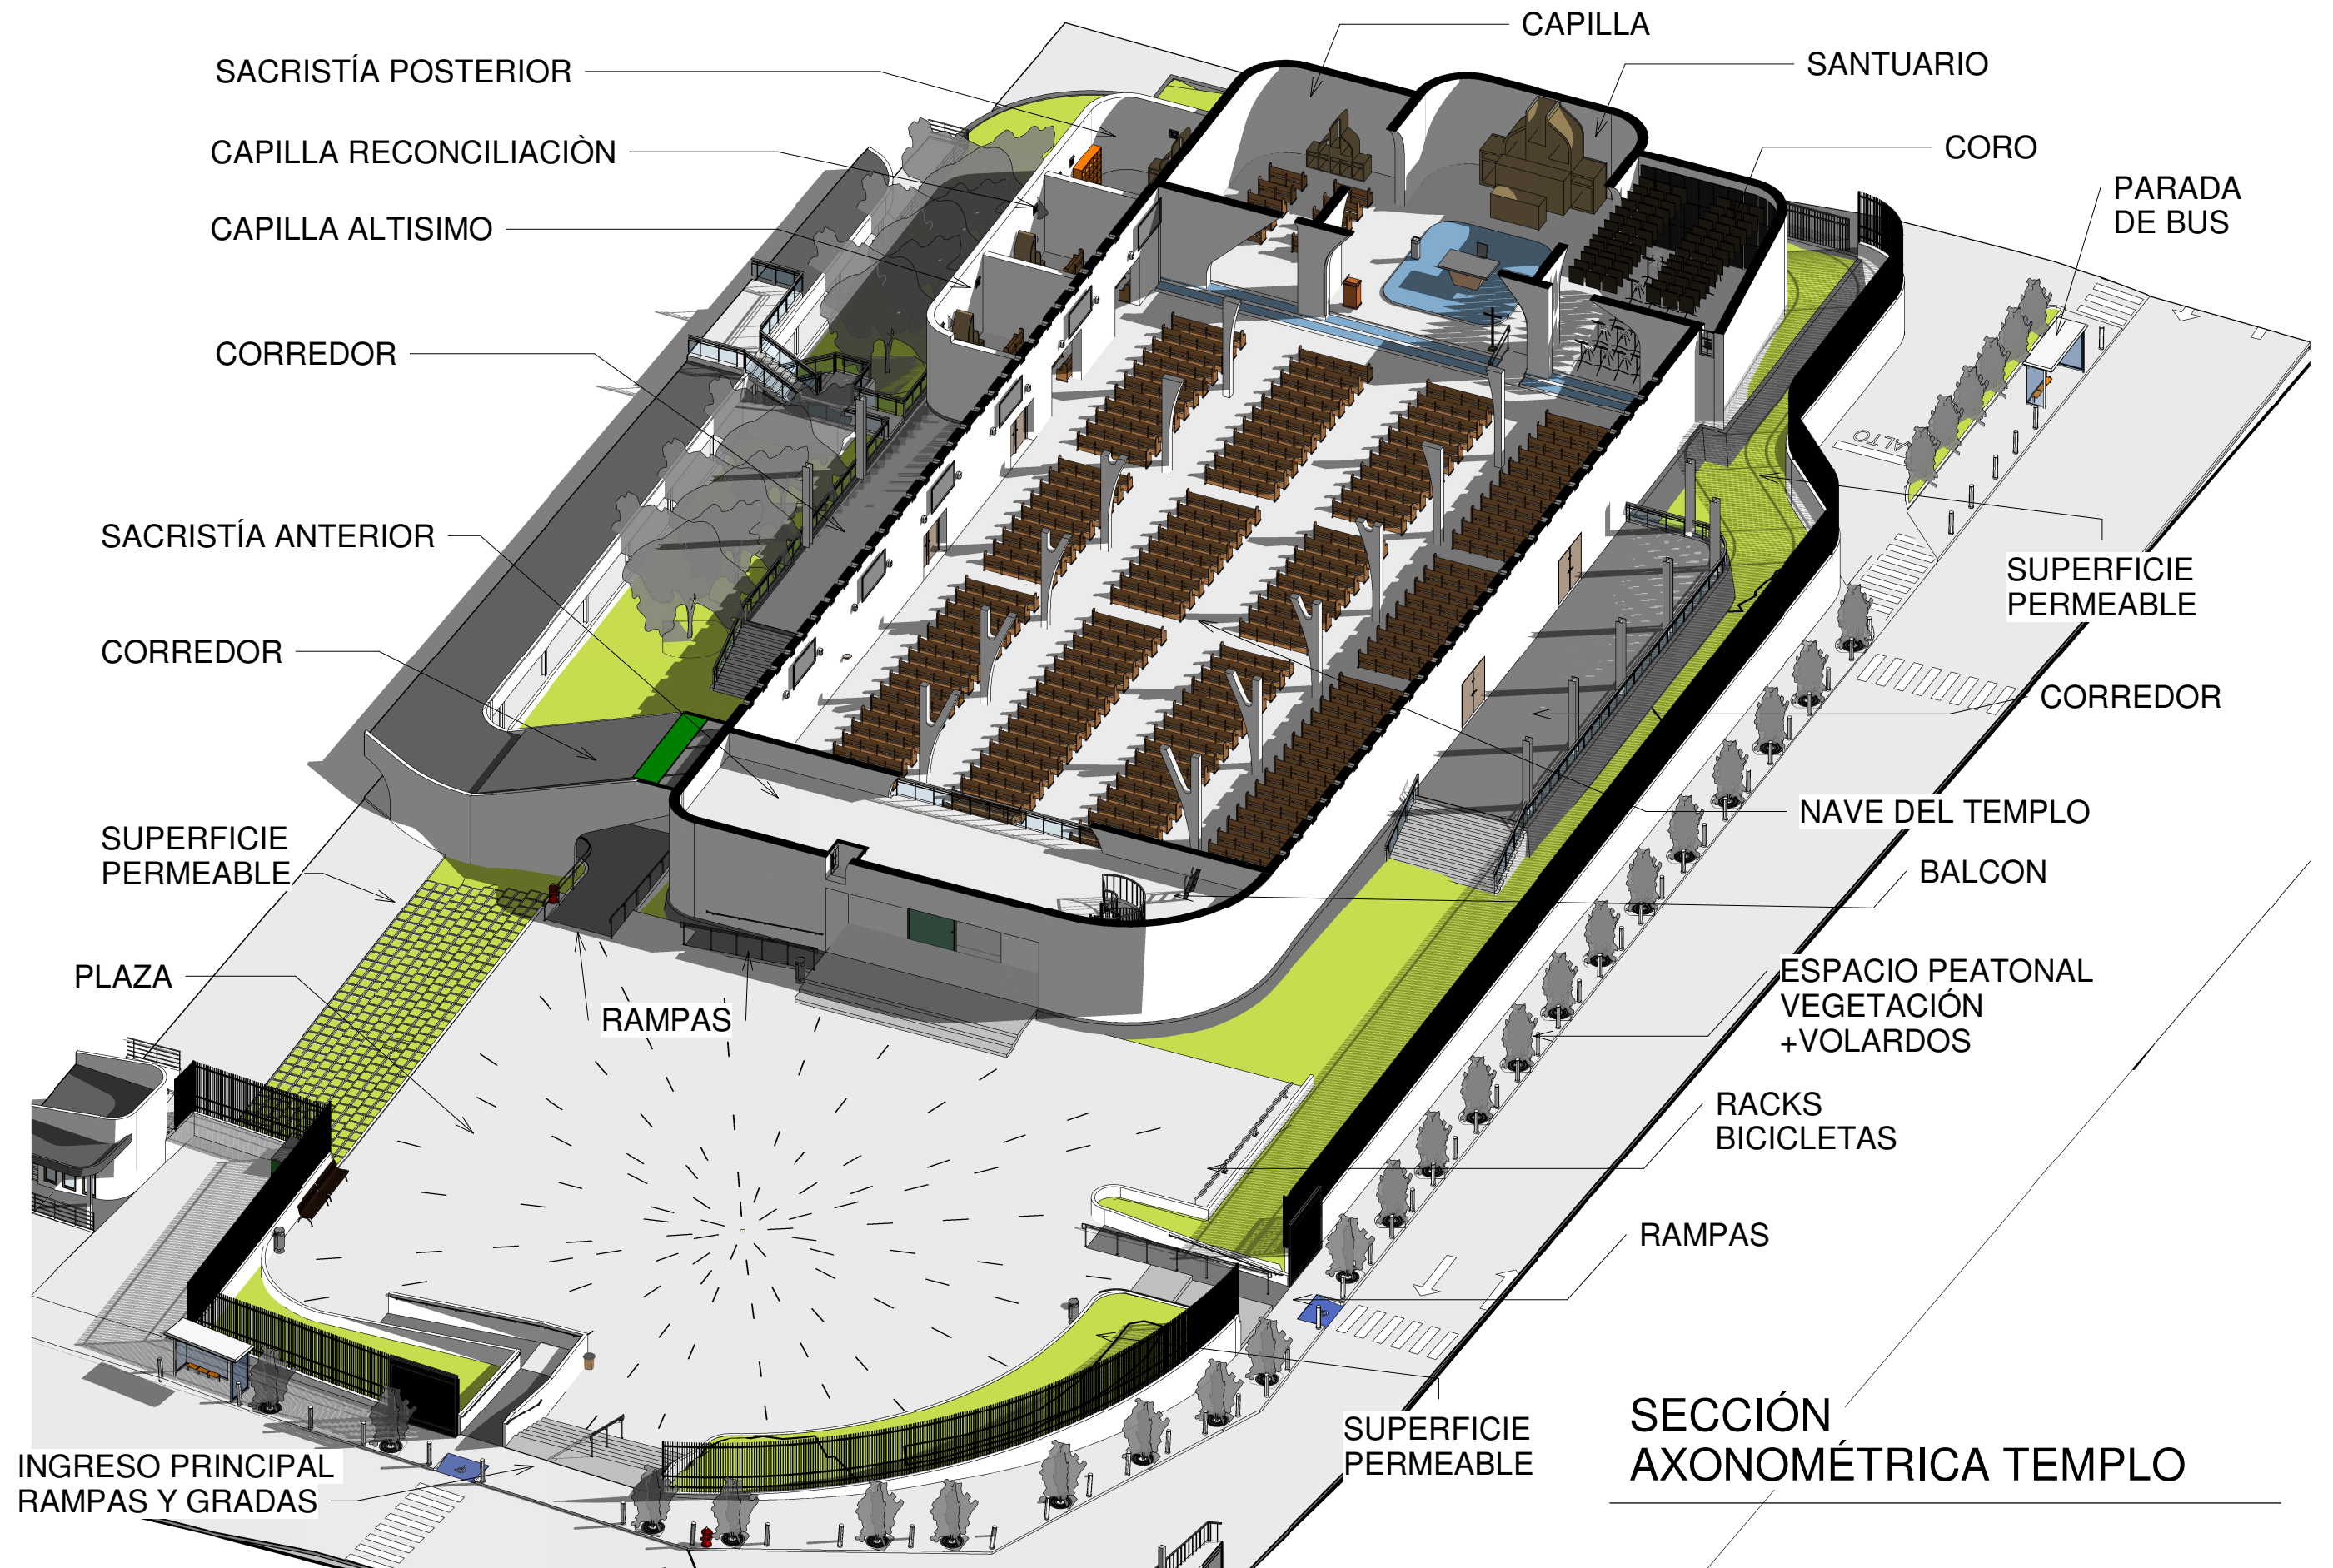 CAPILLA
SANTUARIO
CORO
PARADA
DE BUS
SACRISTÍA POSTERIOR
CAPILLA RECONCILIACIÒN
CAPILLA ALTISIMO
CORREDOR
SACRISTÍA ANTERIOR
CORREDOR
SUPERFICIE
PERMEABLE
PLAZA
RAMPAS
INGRESO PRINCIPAL
RAMPAS Y GRADAS
ALTO
SUPERFICIE
PERMEABLE
CORREDOR
NAVE DEL TEMPLO
BALCON
ESPACIO PEATONAL
VEGETACIÓN
+VOLARDOS
RACKS
BICICLETAS
RAMPAS
SUPERFICIE
PERMEABLE
SECCIÓN
AXONOMÉTRICA TEMPLO